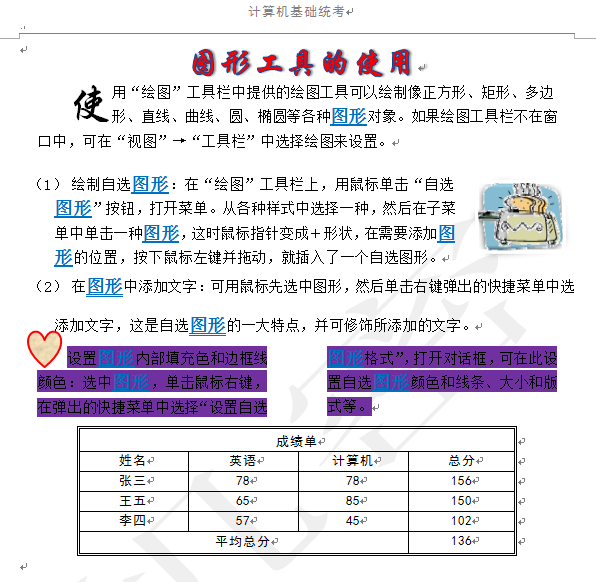 计算机基础统考
图形工具的使用
使用“绘图”工具栏中提供的绘图工具可以绘制像正方形、矩形、多边
形、直线、曲线、圆、椭圆等各种图形对象。如果绘图工具栏不在窗
口中，可在“视图”→“工具栏”中选择绘图来设置。
（1） 绘制自选图形：在“绘图”工具栏上，用鼠标单击“自选
图形”按钮，打开菜单。从各种样式中选择一种，然后在子菜
单中单击一种图形，这时鼠标指针变成＋形状，在需要添加图
形的位置，按下鼠标左键并拖动，就插入了一个自选图形。
（2） 在图形中添加文字：可用鼠标先选中图形，然后单击右键弹出的快捷菜单中选
添加文字，这是自选图形的一大特点，并可修饰所添加的文字。
设置图形内部填充色和边框线
颜色：选中图形，单击鼠标右键，
在弹出的快捷菜单中选择“设置自选
图形格式”，打开对话框，可在此设
置自选图形颜色和线条、大小和版
式等。
成绩单
姓名 英语 计算机 总分
张三 78 78 156
王五 65 85 150
李四 57 45 102
平均总分 136